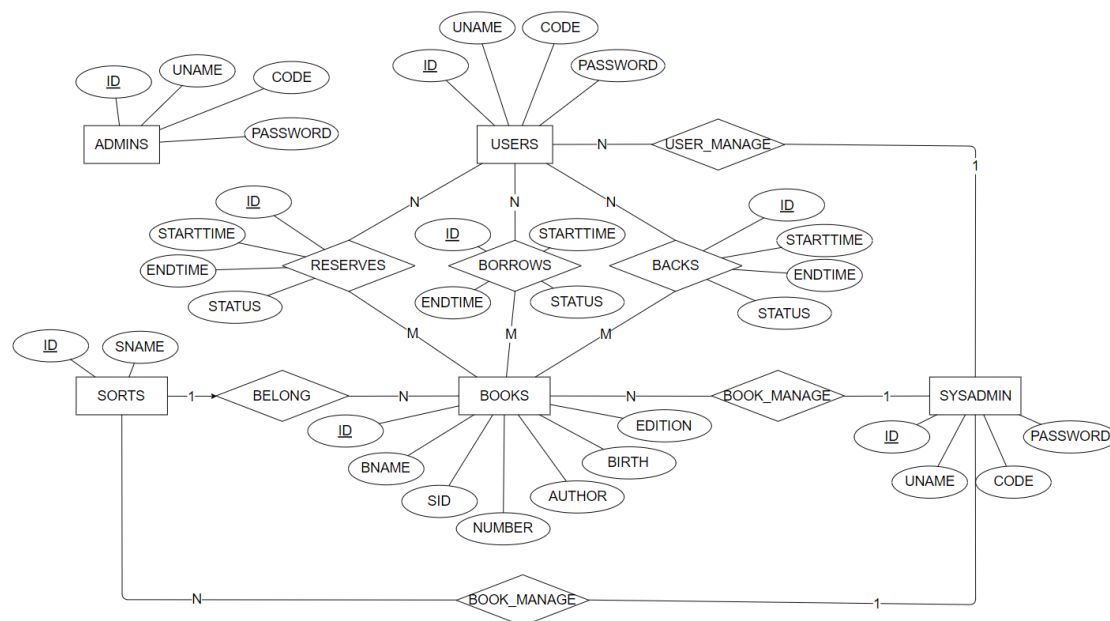 UNAME
CODE
ID
PASSWORD
ID
UNAME
CODE
PASSWORD
ADMINS
USERS
N
USER_MANAGE
1
N
N
N
ID
STARTTIME
ENDTIME
STATUS
RESERVES
ID
STARTTIME
BORROWS
ENDTIME
STATUS
ID
STARTTIME
BACKS
ENDTIME
STATUS
M
M
M
ID
SNAME
SORTS
1
BELONG
N
BOOKS
N
BOOK_MANAGE
1
SYSADMIN
ID
BNAME
SID
NUMBER
AUTHOR
BIRTH
EDITION
ID
UNAME
CODE
PASSWORD
N
BOOK_MANAGE
1